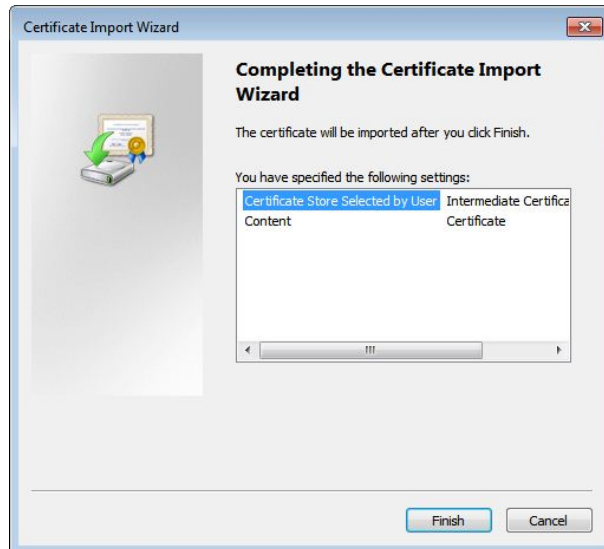 Certificate Import Wizard
Completing the Certificate Import
Wizard
The certificate will be imported after you click Finish.
You have specified the following settings:
Certificate Store Selected by User Intermediate Certifica
Content Certificate
Finish Cancel